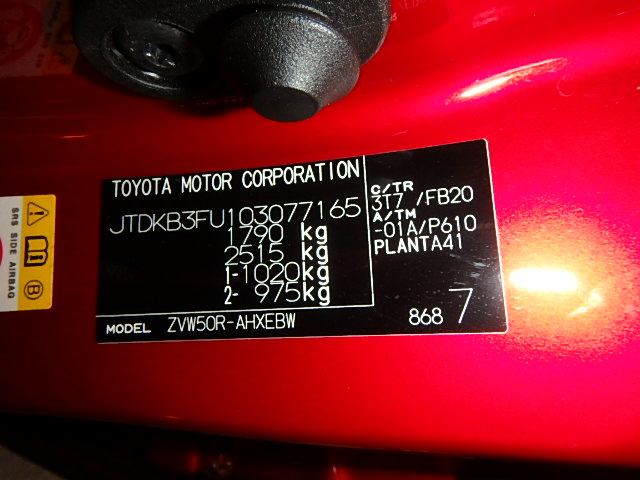 TOYOTA MOTOR CORPORATION
JTDKB3FU103077165
1790 kg
2515 kg
1-1020kg
2- 975kg
C/TR
3T7 /FB20
A/TM
-01A/P610
PLANTA41
MODEL ZVW50R-AHXEBW
868 7
SRS SIDE AIRBAG
B